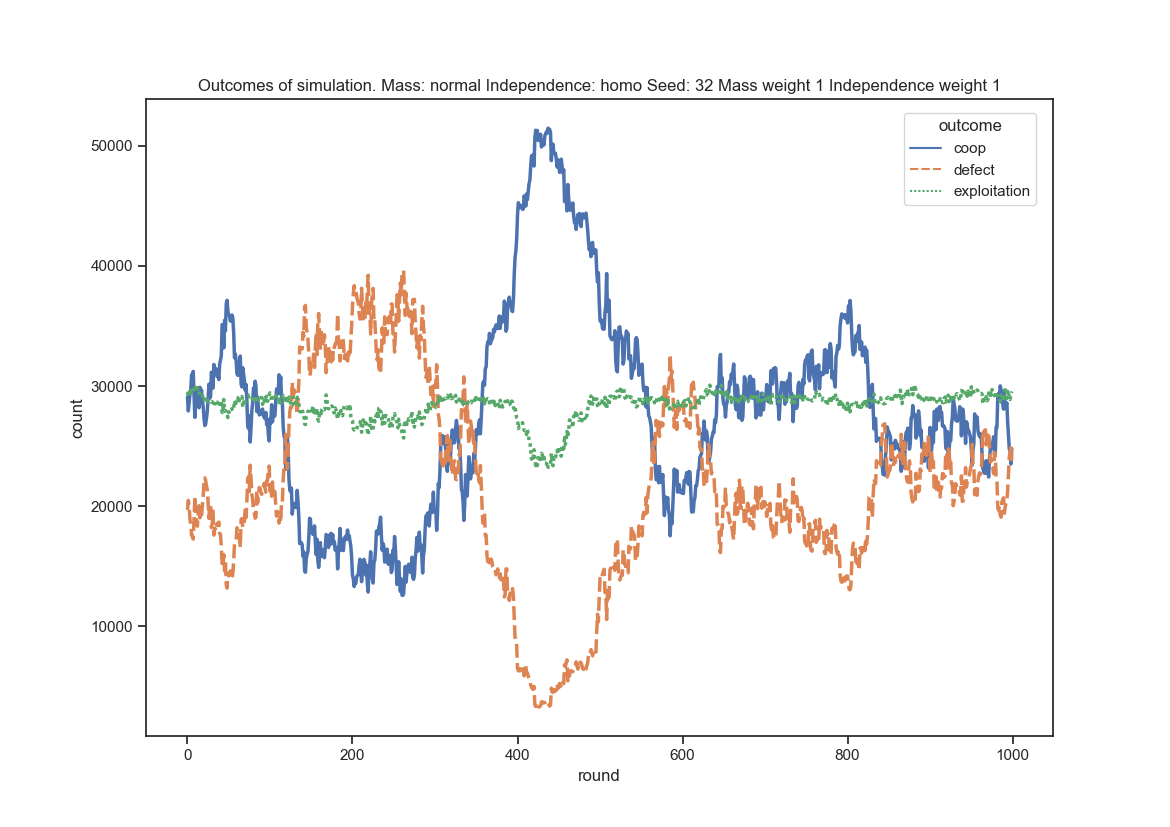 Outcomes of simulation. Mass: normal Independence: homo Seed: 32 Mass weight 1 Independence weight 1
outcome
coop
defect
exploitation
50000
40000
30000
20000
10000
count
0 200 400 600 800 1000
round